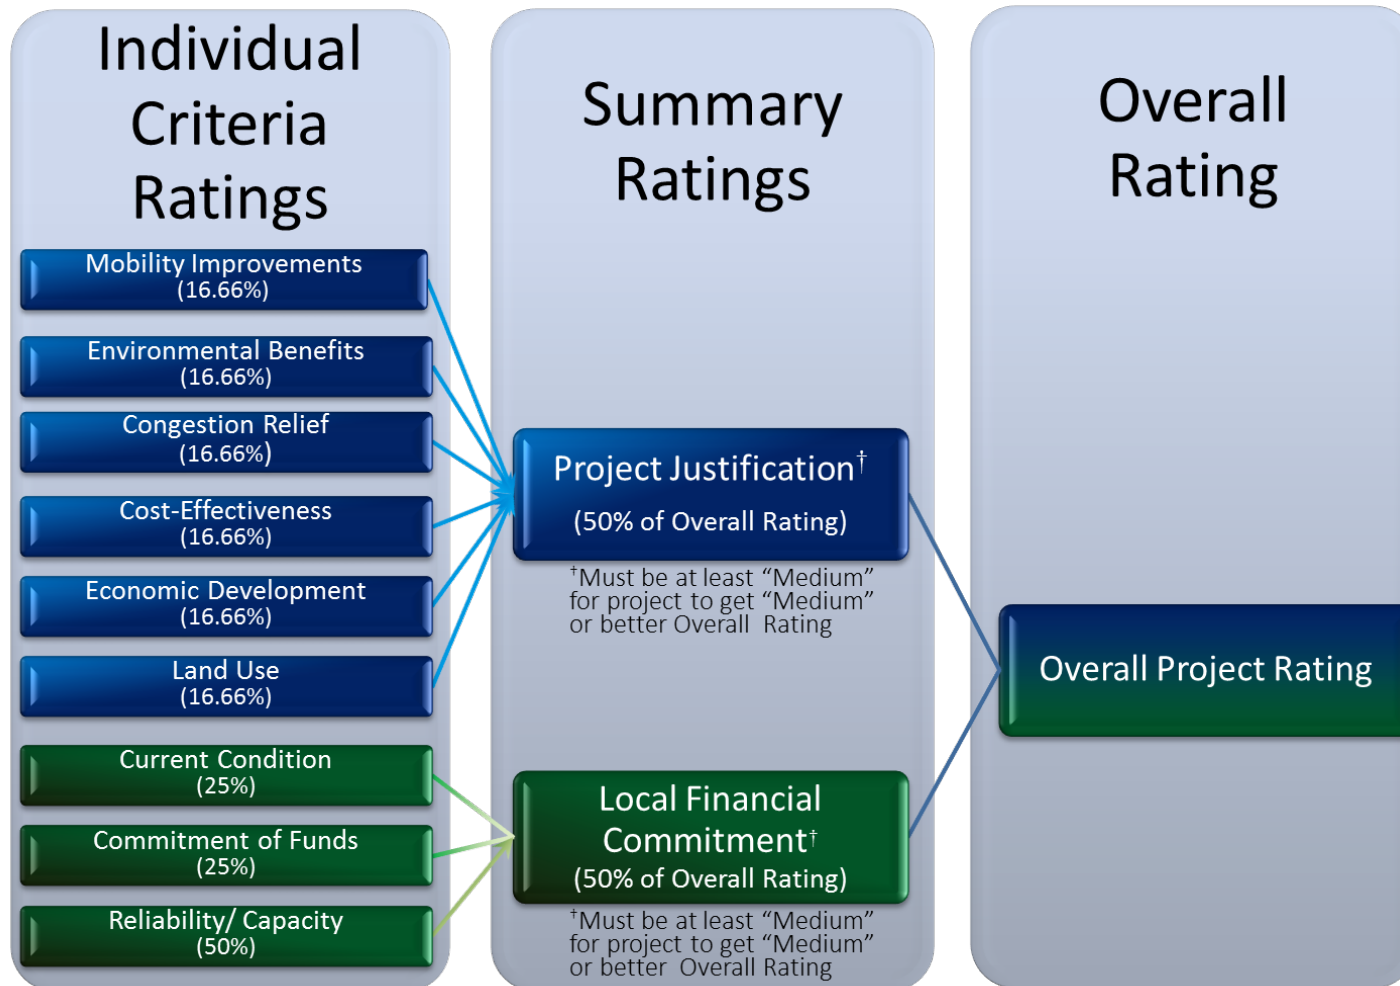 Individual
Criteria
Ratings
Mobility Improvements
(16.66%)
Environmental Benefits
(16.66%)
Congestion Relief
(16.66%)
Cost-Effectiveness
(16.66%)
Economic Development
(16.66%)
Land Use
(16.66%)
Current Condition
(25%)
Commitment of Funds
(25%)
Reliability/ Capacity
(50%)
Summary
Ratings
Project Justification†
(50% of Overall Rating)
†Must be at least “Medium”
for project to get “Medium”
or better Overall Rating
Local Financial
Commitment†
(50% of Overall Rating)
†Must be at least “Medium”
for project to get “Medium”
or better Overall Rating
Overall
Rating
Overall Project Rating